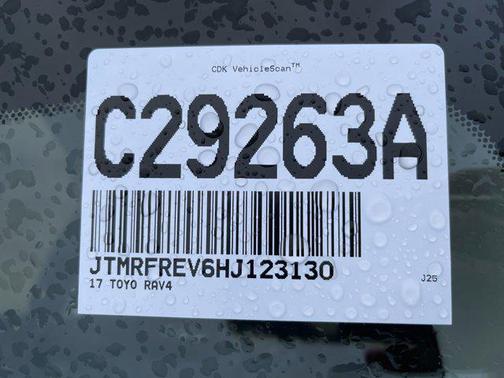 CDK VehicleScan™
C29263A
JTMRFREV6HJ123130
17 TOYO RAV4
J25